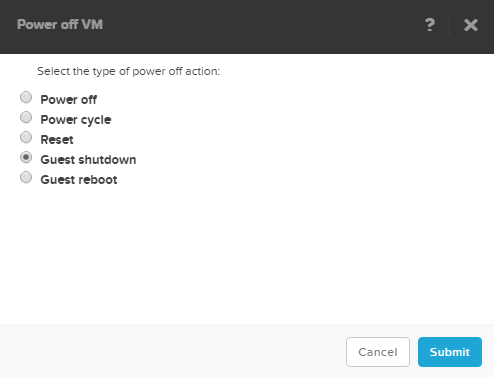 Power off VM
?
Select the type of power off action:
Power off
Power cycle
Reset
Guest shutdown
Guest reboot
Cancel Submit